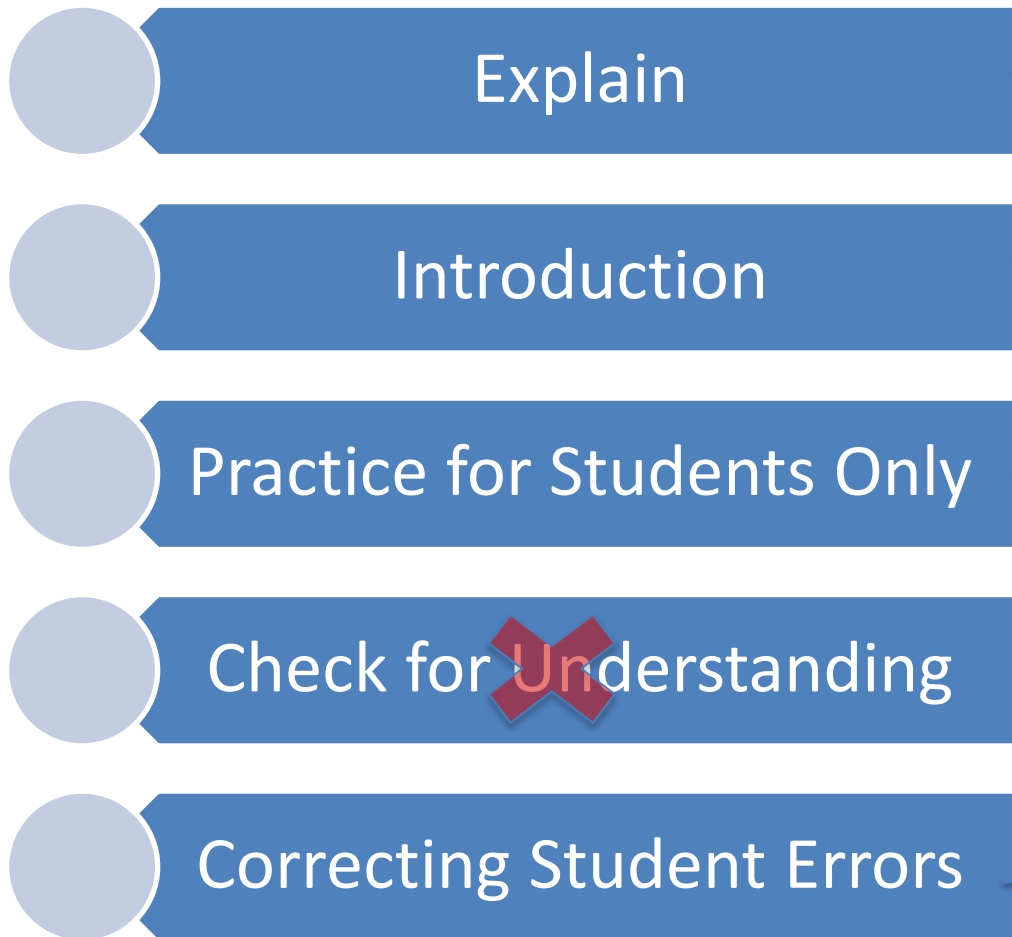 Explain
Introduction
Practice for Students Only
Check for Understanding
Correcting Student Errors